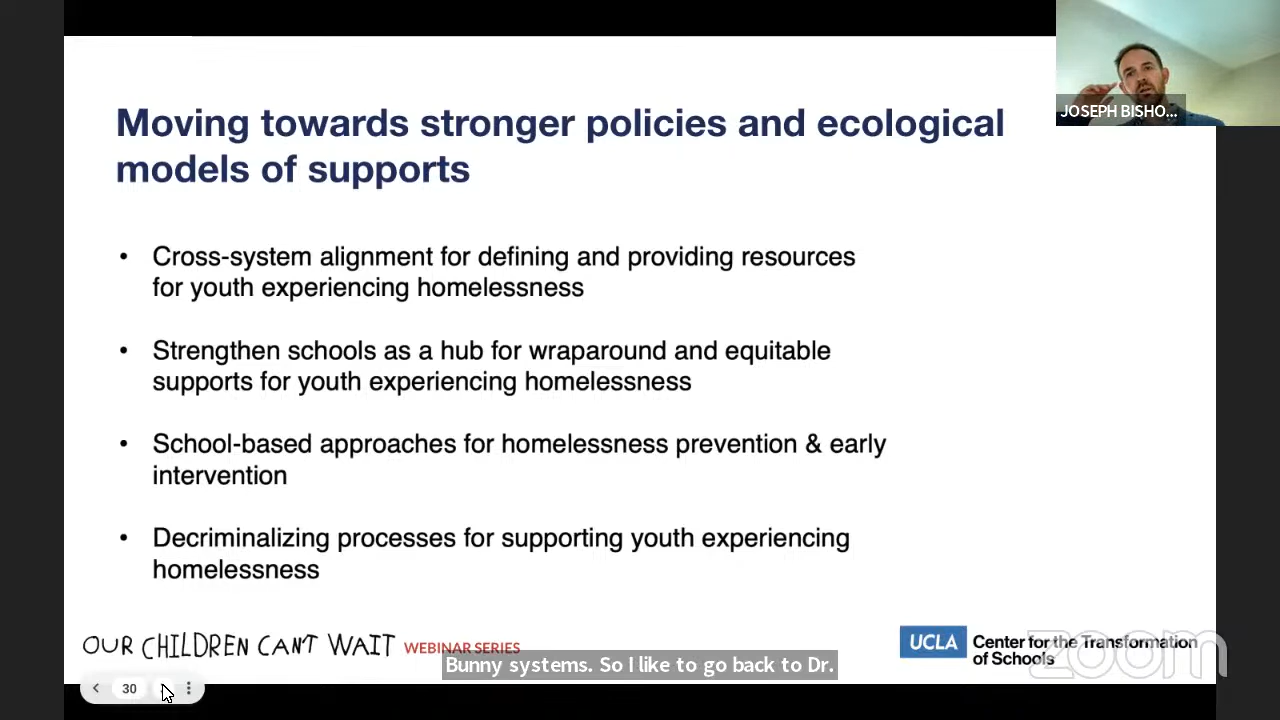 JOSEPH BISHO...
Moving towards stronger policies and ecological
models of supports
• Cross-system alignment for defining and providing resources
for youth experiencing homelessness
• Strengthen schools as a hub for wraparound and equitable
supports for youth experiencing homelessness
• School-based approaches for homelessness prevention & early
intervention
• Decriminalizing processes for supporting youth experiencing
homelessness
OUR CHILDREN CAN'T WAIT WEBINAR SERIES
UCLA Center for the Transformation
of Schools
zoom
Bunny systems. So I like to go back to Dr.
30